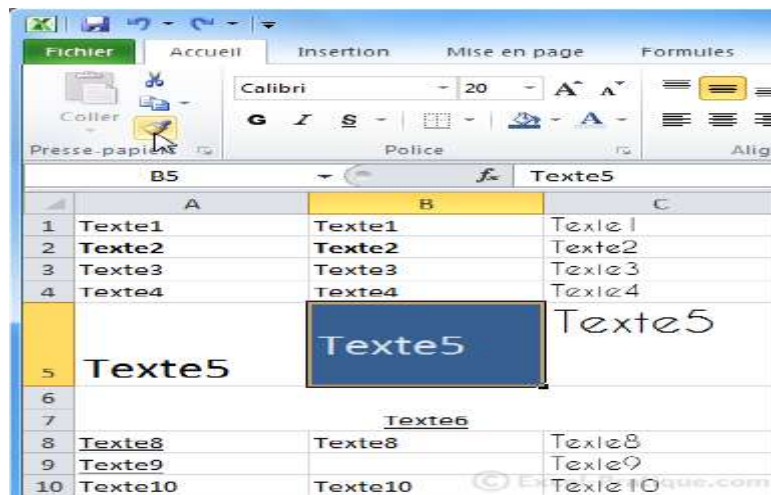 Fichier Accueil Insertion Mise en page Formules
Calibri 20 A A
Coller
G I S A
Presse-papiers Police Alig
B5 fx Texte5
A B C
1 Texte1 Texte1 Texte1
2 Texte2 Texte2 Texte2
3 Texte3 Texte3 Texte3
4 Texte4 Texte4 Texte4
5 Texte5 Texte5 Texte5
6
7 Texte6
8 Texte8 Texte8 Texte8
9 Texte9 Texte9
10 Texte10 Texte10 Texte10